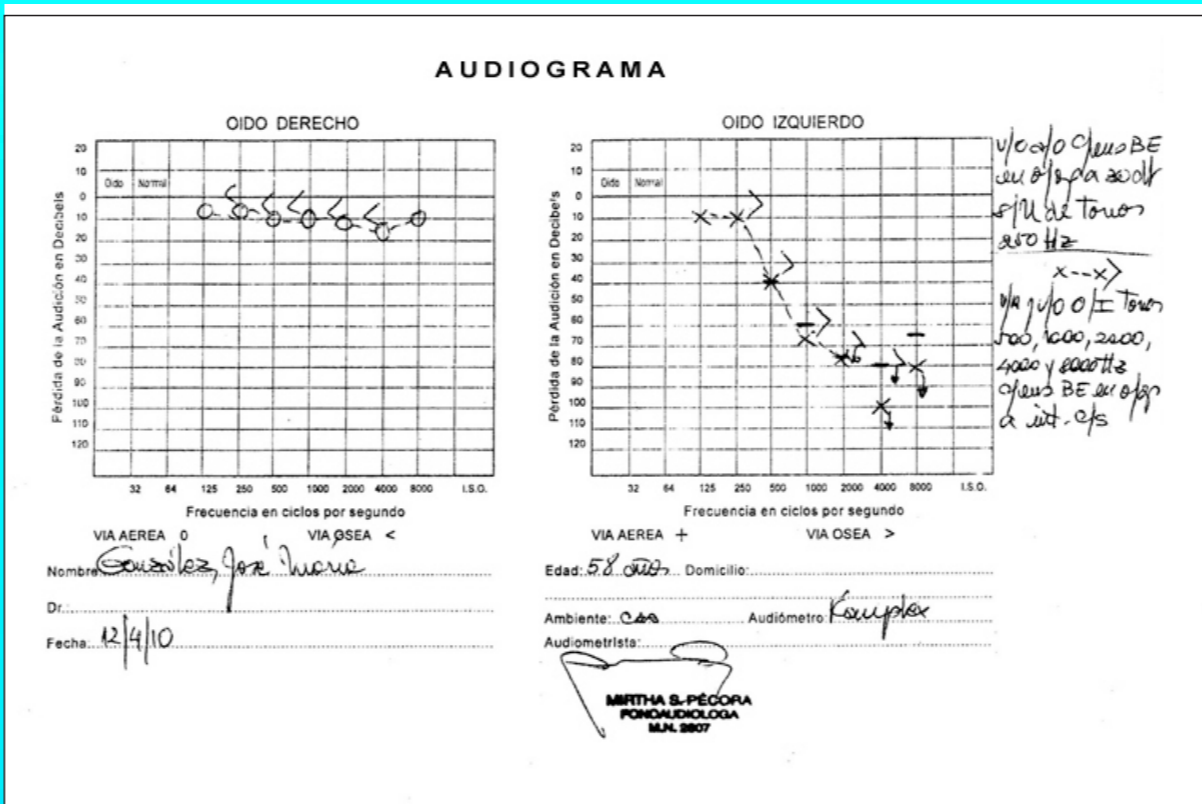 AUDIOGRAMA
OIDO DERECHO
20
10
0
10
20
30
40
50
60
70
80
90
100
110
120
Oido Normal
Pérdida de la Audición en Decibels
32 64 125 250 500 1000 2000 4000 8000 I.S.O.
Frecuencia en ciclos por segundo
VIA AEREA 0 VIA OSEA <
OIDO IZQUIERDO
20
10
0
10
20
30
40
50
60
70
80
90
100
110
120
Oido Normal
Pérdida de la Audición en Decibels
32 64 125 250 500 1000 2000 4000 8000 I.S.O.
Frecuencia en ciclos por segundo
VIA AEREA + VIA OSEA >
BE
de Tonos
250 Hz
x--x>
O/I Tonos
500, 1000, 2000,
4000 y 8000 Hz
BE en
a int.
Nombre González, José María
Dr.:
Fecha: 12/4/10
Edad: 58 años Domicilio:
Ambiente: Audiómetro: Kamplex
Audiometrista:
MIRTHA S. PÉCORA
FONOAUDIOLOGA
M.N. 2807